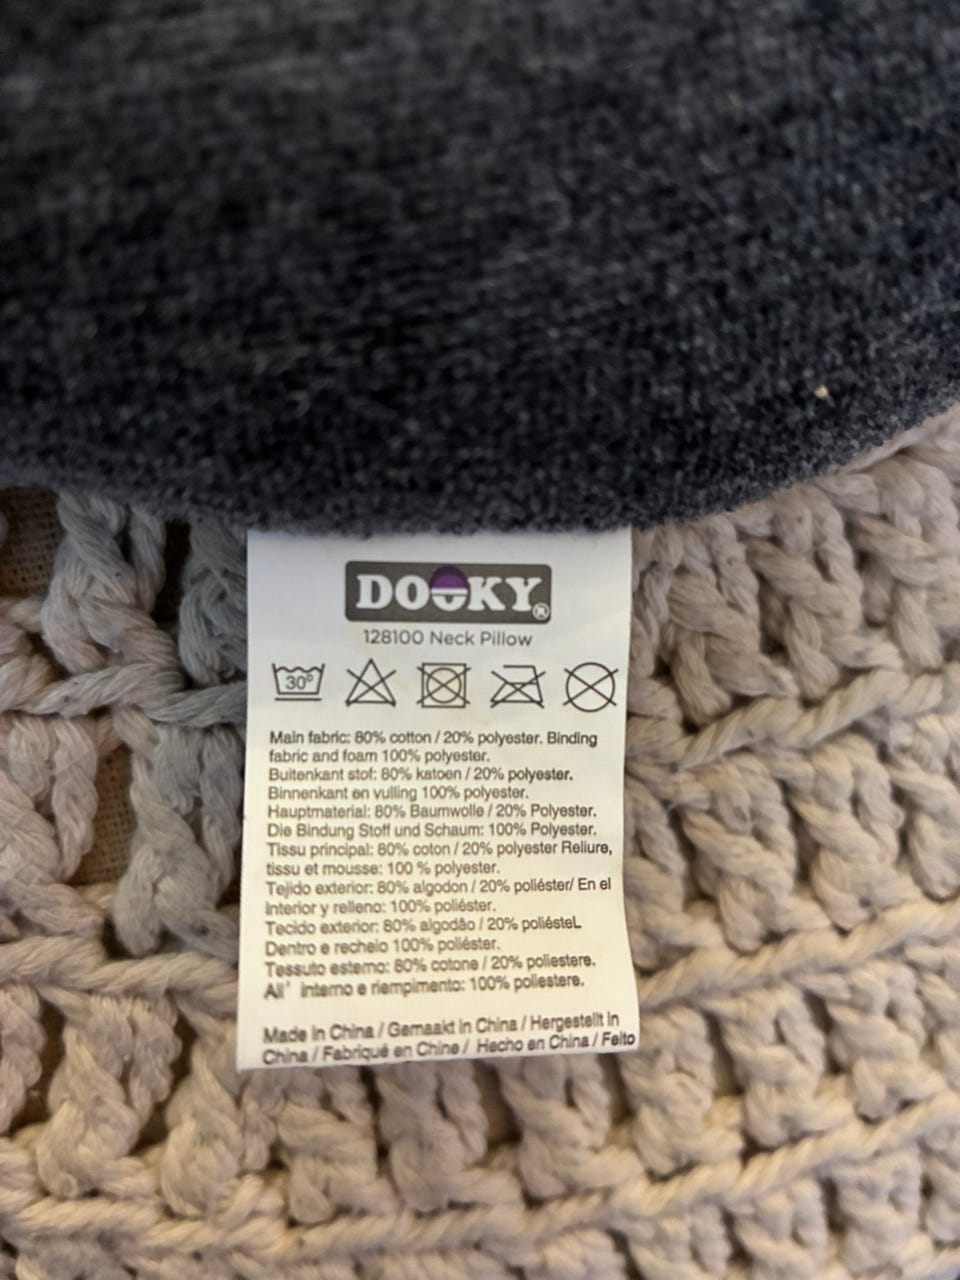 DOOKY®
128100 Neck Pillow
30°
Main fabric: 80% cotton / 20% polyester. Binding
fabric and foam 100% polyester.
Buitenkant stof: 80% katoen / 20% polyester.
Binnenkant en vulling 100% polyester.
Hauptmaterial: 80% Baumwolle / 20% Polyester.
Die Bindung Stoff und Schaum: 100% Polyester.
Tissu principal: 80% coton / 20% polyester Reliure,
tissu et mousse: 100 % polyester.
Tejido exterior: 80% algodon / 20% poliéster/ En el
interior y relleno: 100% poliéster.
Tecido exterior: 80% algodão / 20% poliésteL
Dentro e recheio 100% poliéster.
Tessuto esterno: 80% cotone / 20% poliestere.
All' interno e riempimento: 100% poliestere.
Made in China / Gemaakt in China / Hergestellt in
China / Fabriqué en Chine / Hecho en China / Feito